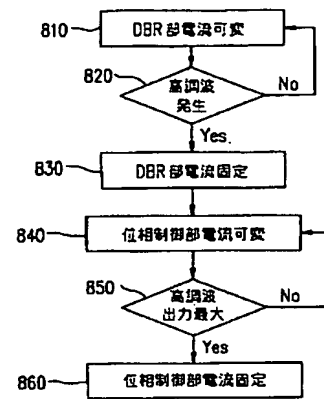 810
DBR部電流可変
820
高調波
発生
No
Yes.
830
DBR部電流固定
840
位相制御部電流可変
850
高調波
出力最大
No
Yes
860
位相制御部電流固定